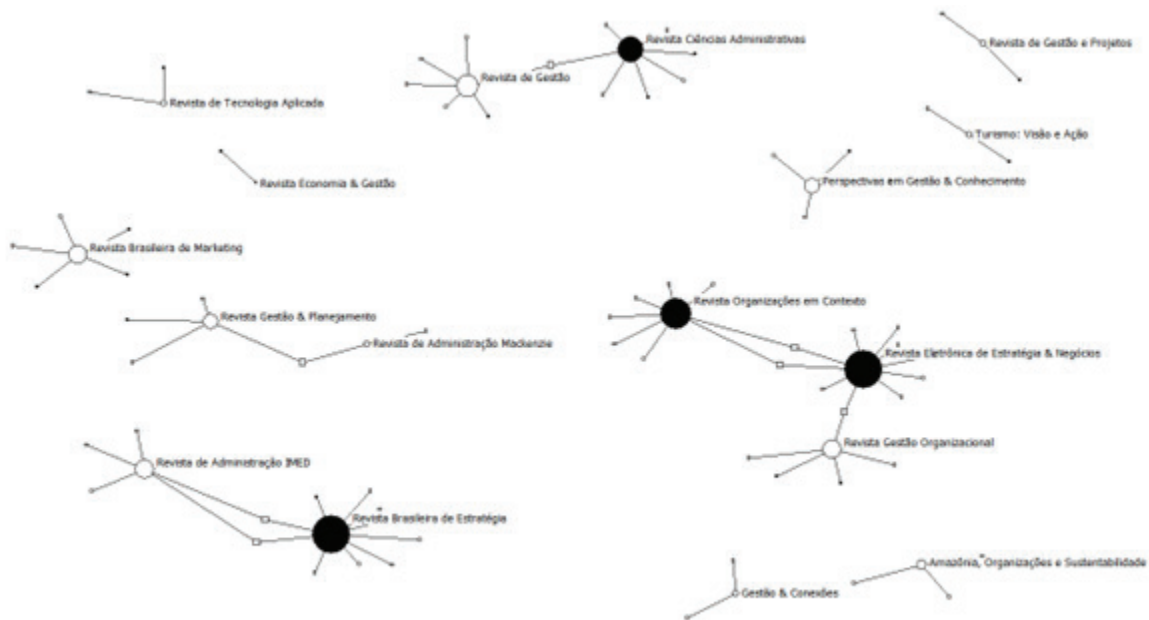 Revista Ciências Administrativas
Revista de Gestão e Projetos
Revista de Gestão
Revista de Tecnologia Aplicada
Turismo: Visão e Ação
Revista Economia & Gestão
Perspectivas em Gestão & Conhecimento
Revista Brasileira de Marketing
Revista Organizações em Contexto
Revista Gestão & Planejamento
Revista de Administração Mackenzie
Revista Eletrônica de Estratégia & Negócios
Revista Gestão Organizacional
Revista de Administração IMED
Revista Brasileira de Estratégia
Amazônia, Organizações e Sustentabilidade
Gestão & Conexões